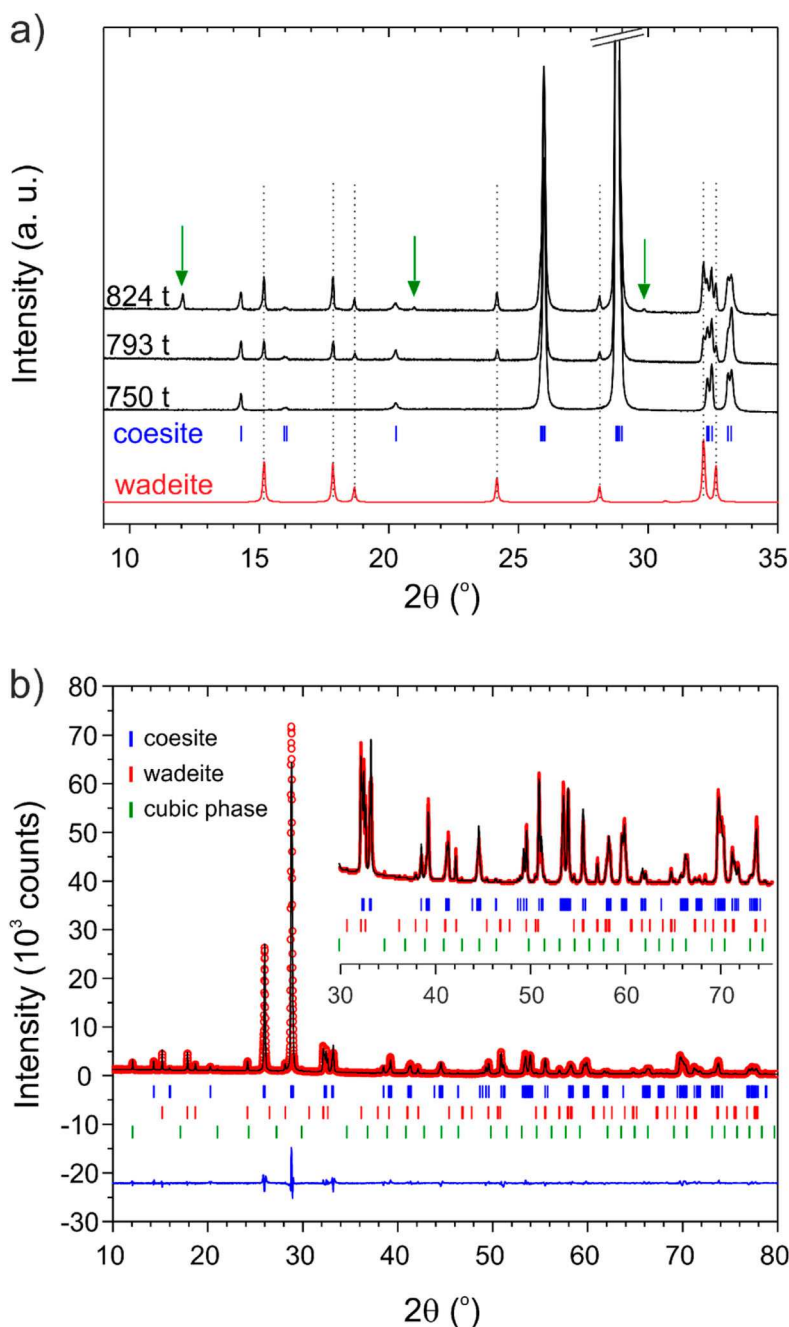 a)
Intensity (a. u.)
824 t
793 t
750 t
coesite
wadeite
10 15 20 25 30 35
2θ (°)
b)
80
70
60
50
40
30
20
10
0
-10
-20
-30
Intensity (10³ counts)
coesite
wadeite
cubic phase
30 40 50 60 70
10 20 30 40 50 60 70 80
2θ (°)